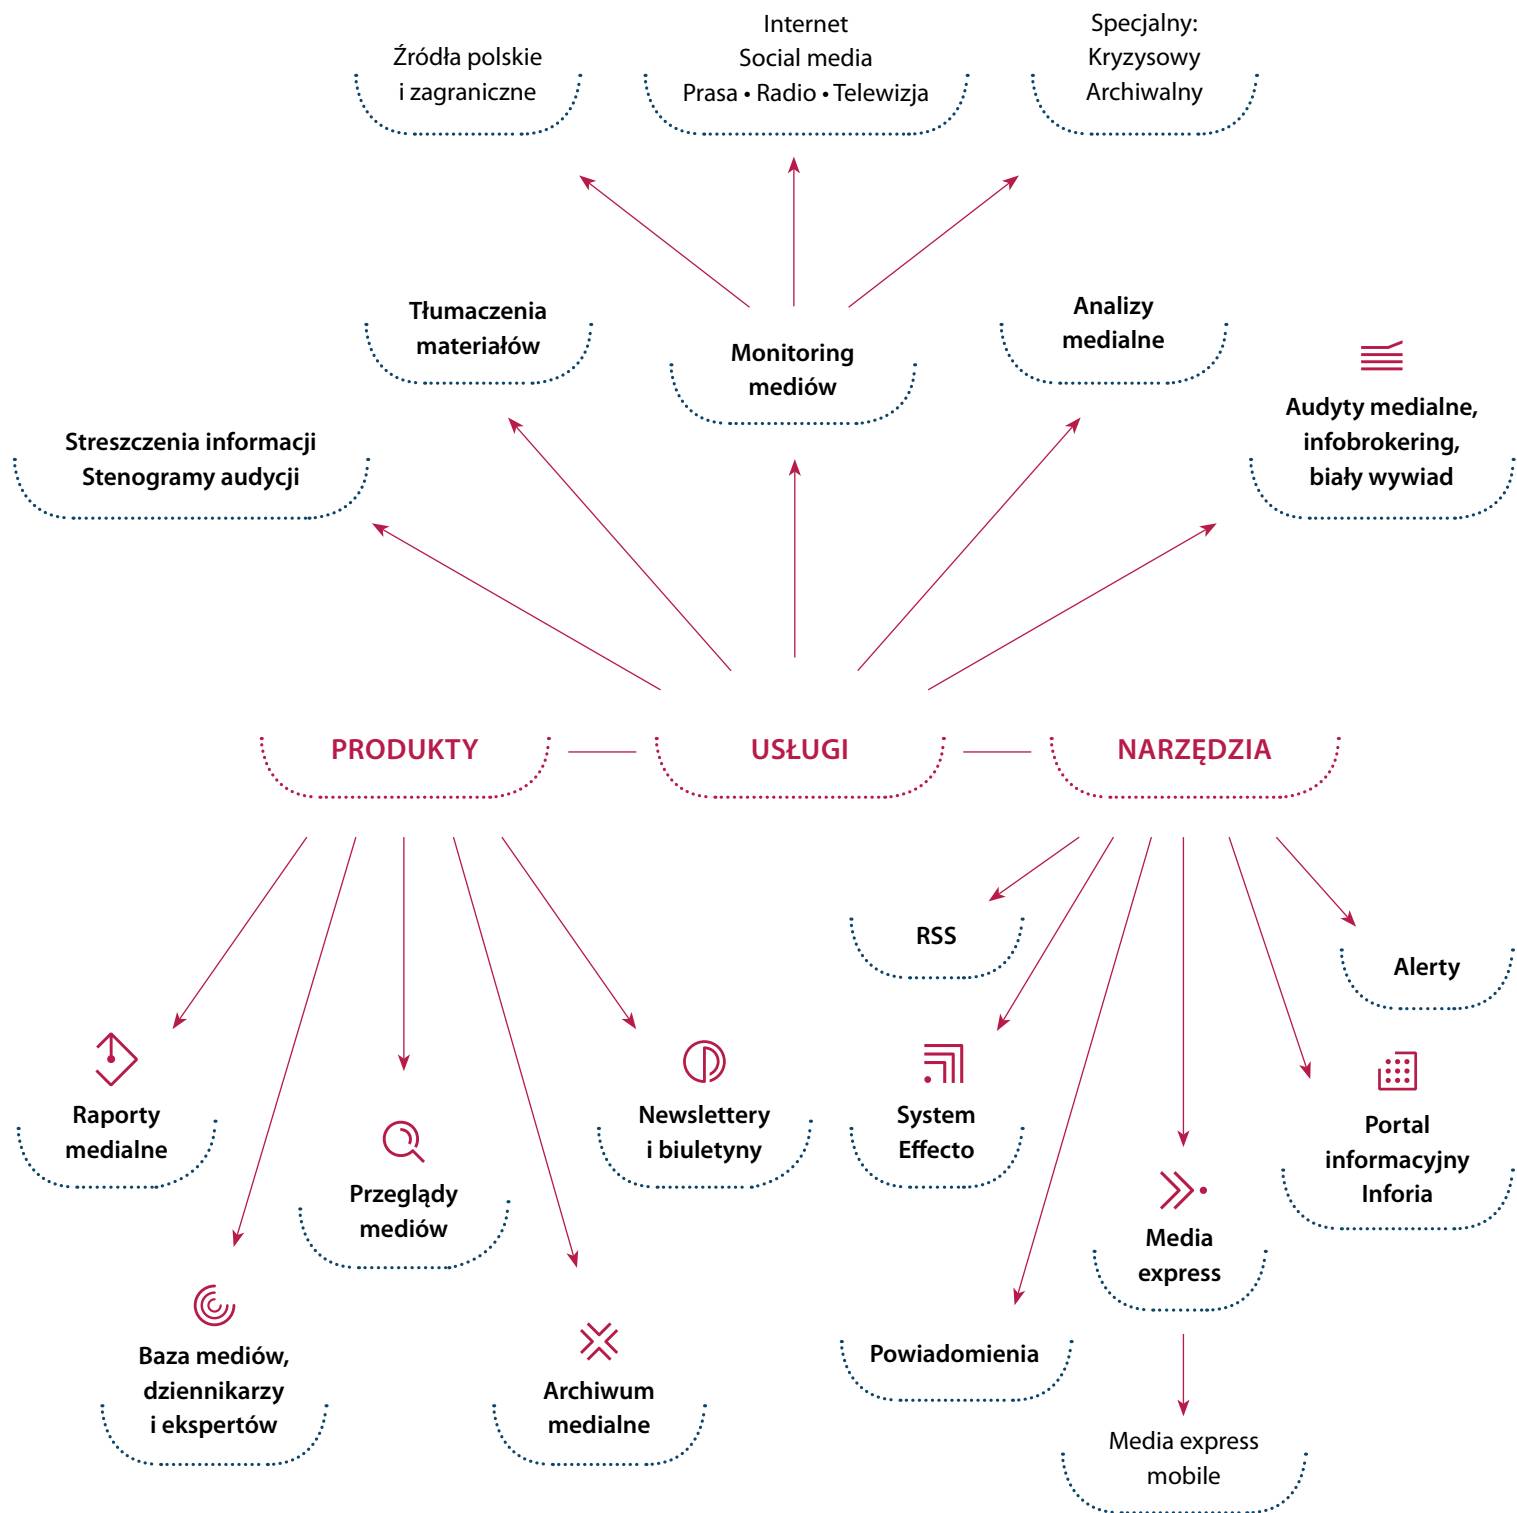 Źródła polskie
i zagraniczne
Internet
Social media
Prasa • Radio • Telewizja
Specjalny:
Kryzysowy
Archiwalny
Tłumaczenia
materiałów
Monitoring
mediów
Analizy
medialne
Streszczenia informacji
Stenogramy audycji
Audyty medialne,
infobrokering,
biały wywiad
PRODUKTY
USŁUGI
NARZĘDZIA
RSS
Alerty
Raporty
medialne
Przeglądy
mediów
Newslettery
i biuletyny
System
Effecto
Portal
informacyjny
Inforia
Media
express
Baza mediów,
dziennikarzy
i ekspertów
Archiwum
medialne
Powiadomienia
Media express
mobile